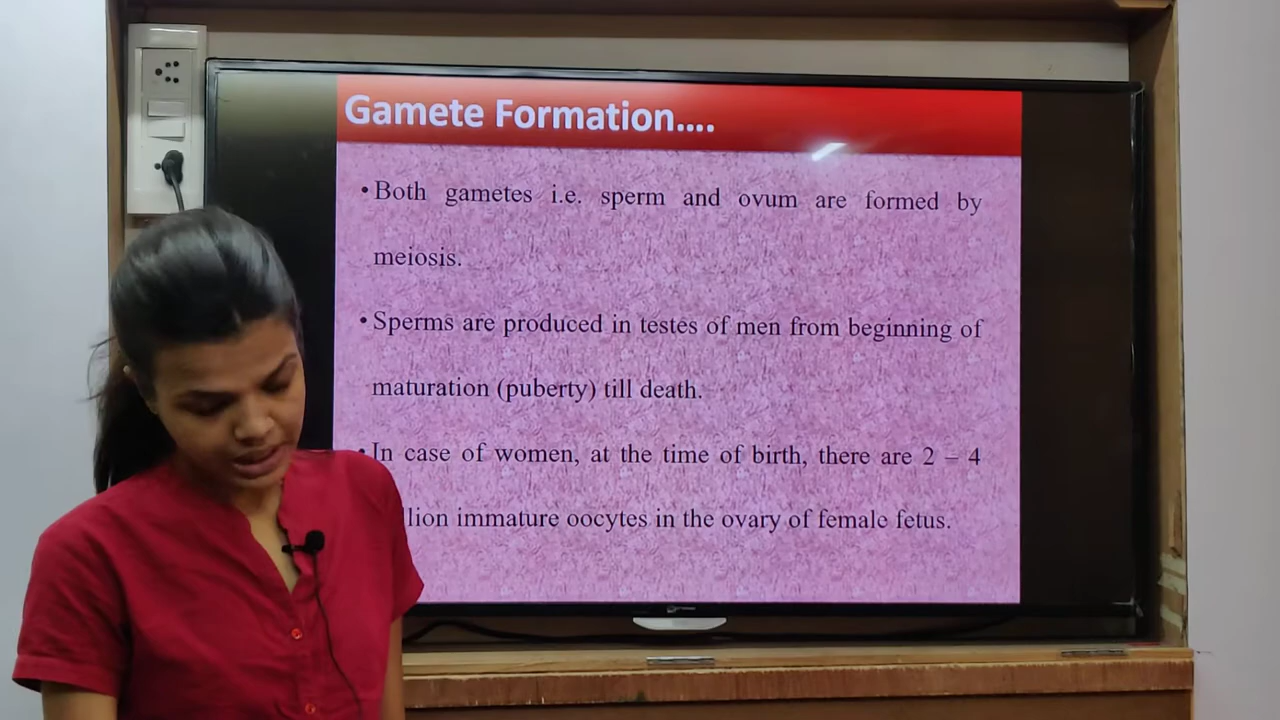 Gamete Formation....
•Both gametes i.e. sperm and ovum are formed by
meiosis.
•Sperms are produced in testes of men from beginning of
maturation (puberty) till death.
•In case of women, at the time of birth, there are 2 – 4
llion immature oocytes in the ovary of female fetus.